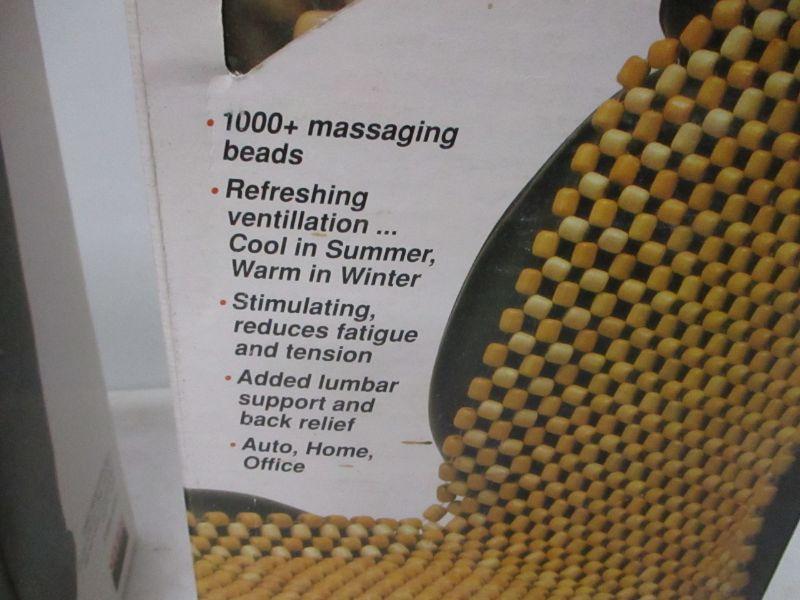 • 1000+ massaging
beads
• Refreshing
ventillation ...
Cool in Summer,
Warm in Winter
• Stimulating,
reduces fatigue
and tension
• Added lumbar
support and
back relief
• Auto, Home,
Office